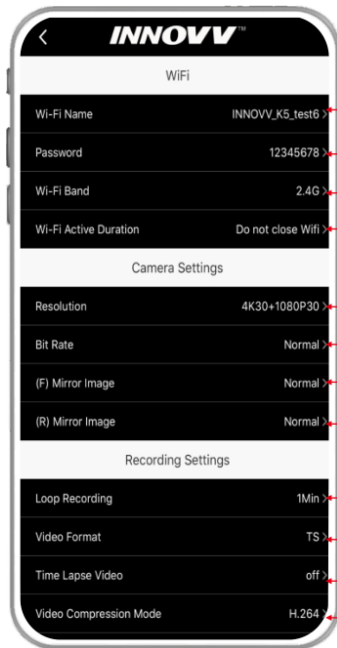 INNOVV™
WiFi
Wi-Fi Name INNOVV_K5_test6
Password 12345678
Wi-Fi Band 2.4G
Wi-Fi Active Duration Do not close Wifi
Camera Settings
Resolution 4K30+1080P30
Bit Rate Normal
(F) Mirror Image Normal
(R) Mirror Image Normal
Recording Settings
Loop Recording 1Min
Video Format TS
Time Lapse Video off
Video Compression Mode H.264